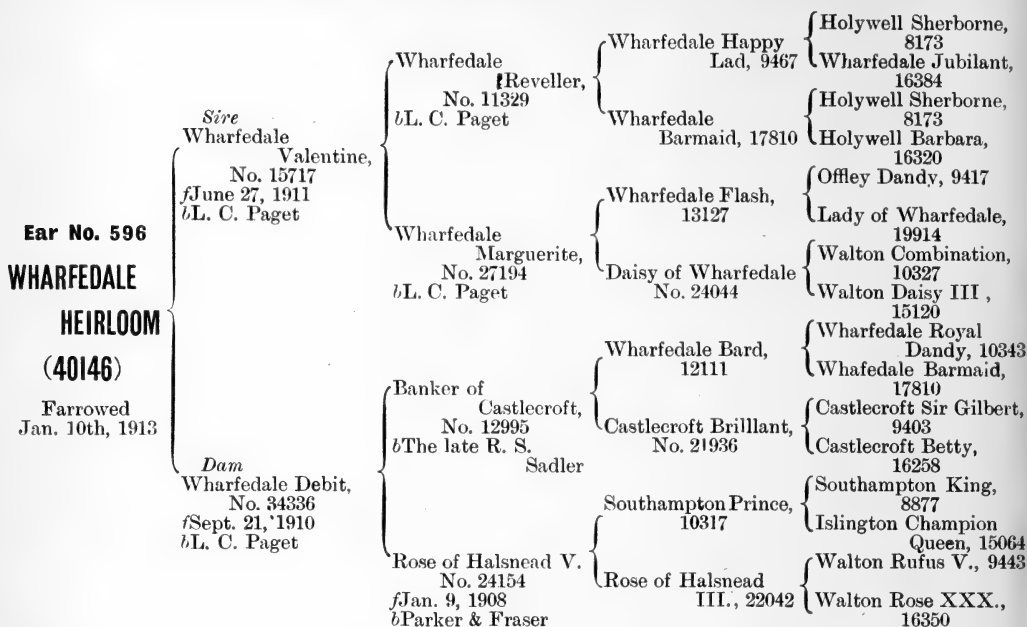 Ear No. 596
WHARFEDALE
HEIRLOOM
(40146)
Farrowed
Jan. 10th, 1913
Sire
Wharfedale
Valentine,
No. 15717
fJune 27, 1911
bL. C. Paget
Dam
Wharfedale Debit,
No. 34336
fSept. 21, 1910
bL. C. Paget
Wharfedale
Reveller,
No. 11329
bL. C. Paget
Wharfedale
Marguerite,
No. 27194
bL. C. Paget
Banker of
Castlecroft,
No. 12995
bThe late R. S.
Sadler
Rose of Halsnead V.
No. 24154
fJan. 9, 1908
bParker & Fraser
Wharfedale Happy
Lad, 9467
Wharfedale
Barmaid, 17810
Wharfedale Flash,
13127
Daisy of Wharfedale
No. 24044
Wharfedale Bard,
12111
Castlecroft Brilllant,
No. 21936
Southampton Prince,
10317
Rose of Halsnead
III., 22042
Holywell Sherborne,
8173
Wharfedale Jubilant,
16384
Holywell Sherborne,
8173
Holywell Barbara,
16320
Offley Dandy, 9417
Lady of Wharfedale,
19914
Walton Combination,
10327
Walton Daisy III,
15120
Wharfedale Royal
Dandy, 10343
Whafedale Barmaid,
17810
Castlecroft Sir Gilbert,
9403
Castlecroft Betty,
16258
Southampton King,
8877
Islington Champion
Queen, 15064
Walton Rufus V., 9443
Walton Rose XXX.,
16350